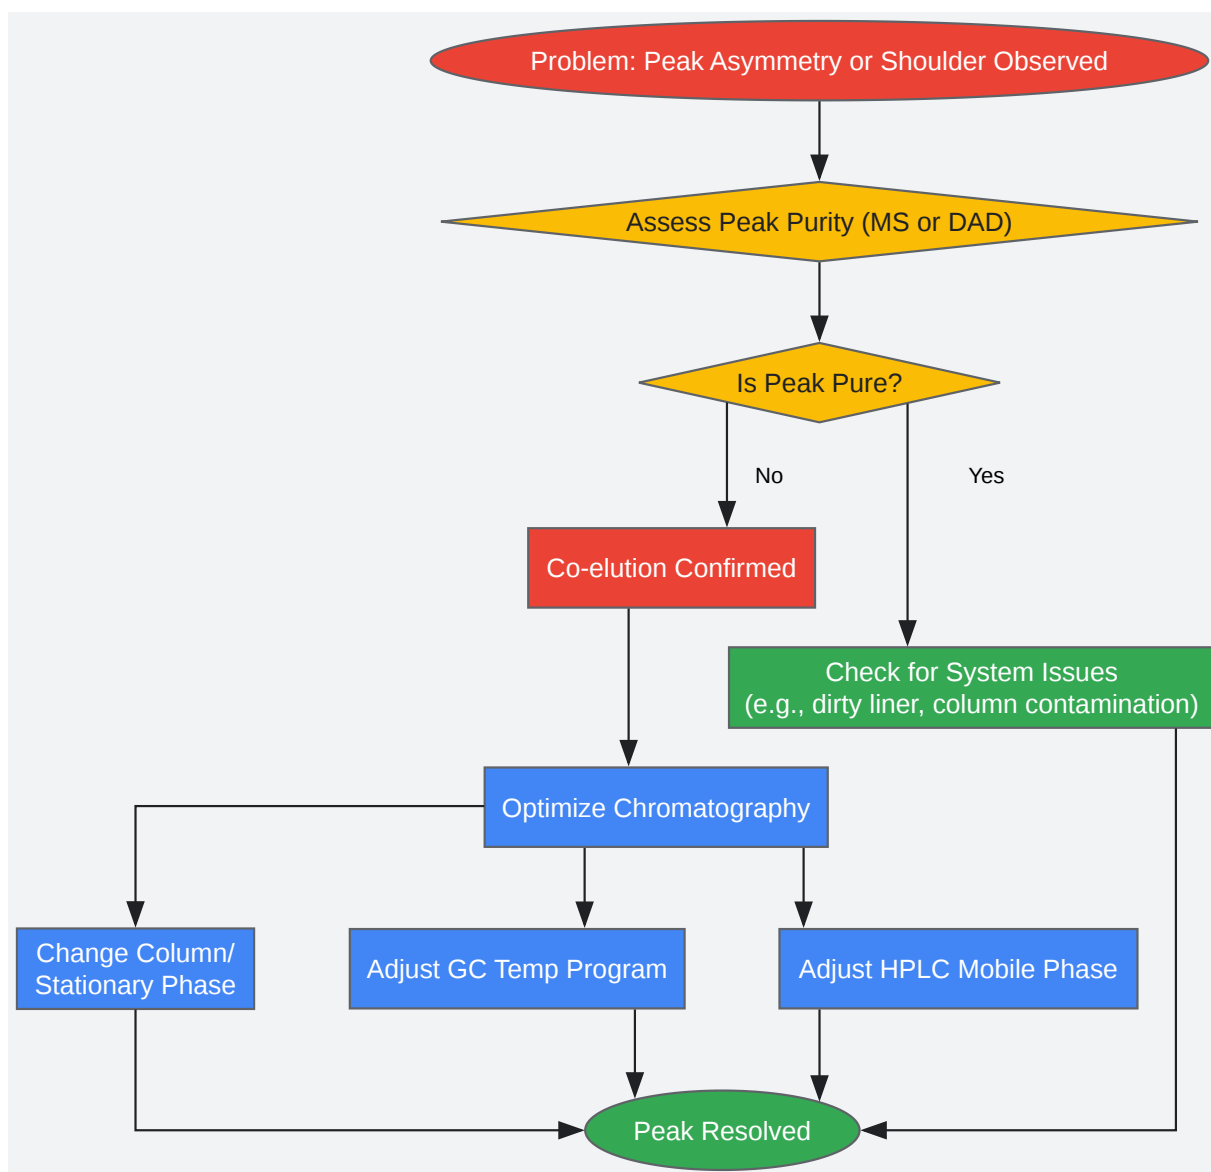 Problem: Peak Asymmetry or Shoulder Observed
Assess Peak Purity (MS or DAD)
Is Peak Pure?
No
Yes
Co-elution Confirmed
Check for System Issues
(e.g., dirty liner, column contamination)
Optimize Chromatography
Change Column/
Stationary Phase
Adjust GC Temp Program
Adjust HPLC Mobile Phase
Peak Resolved